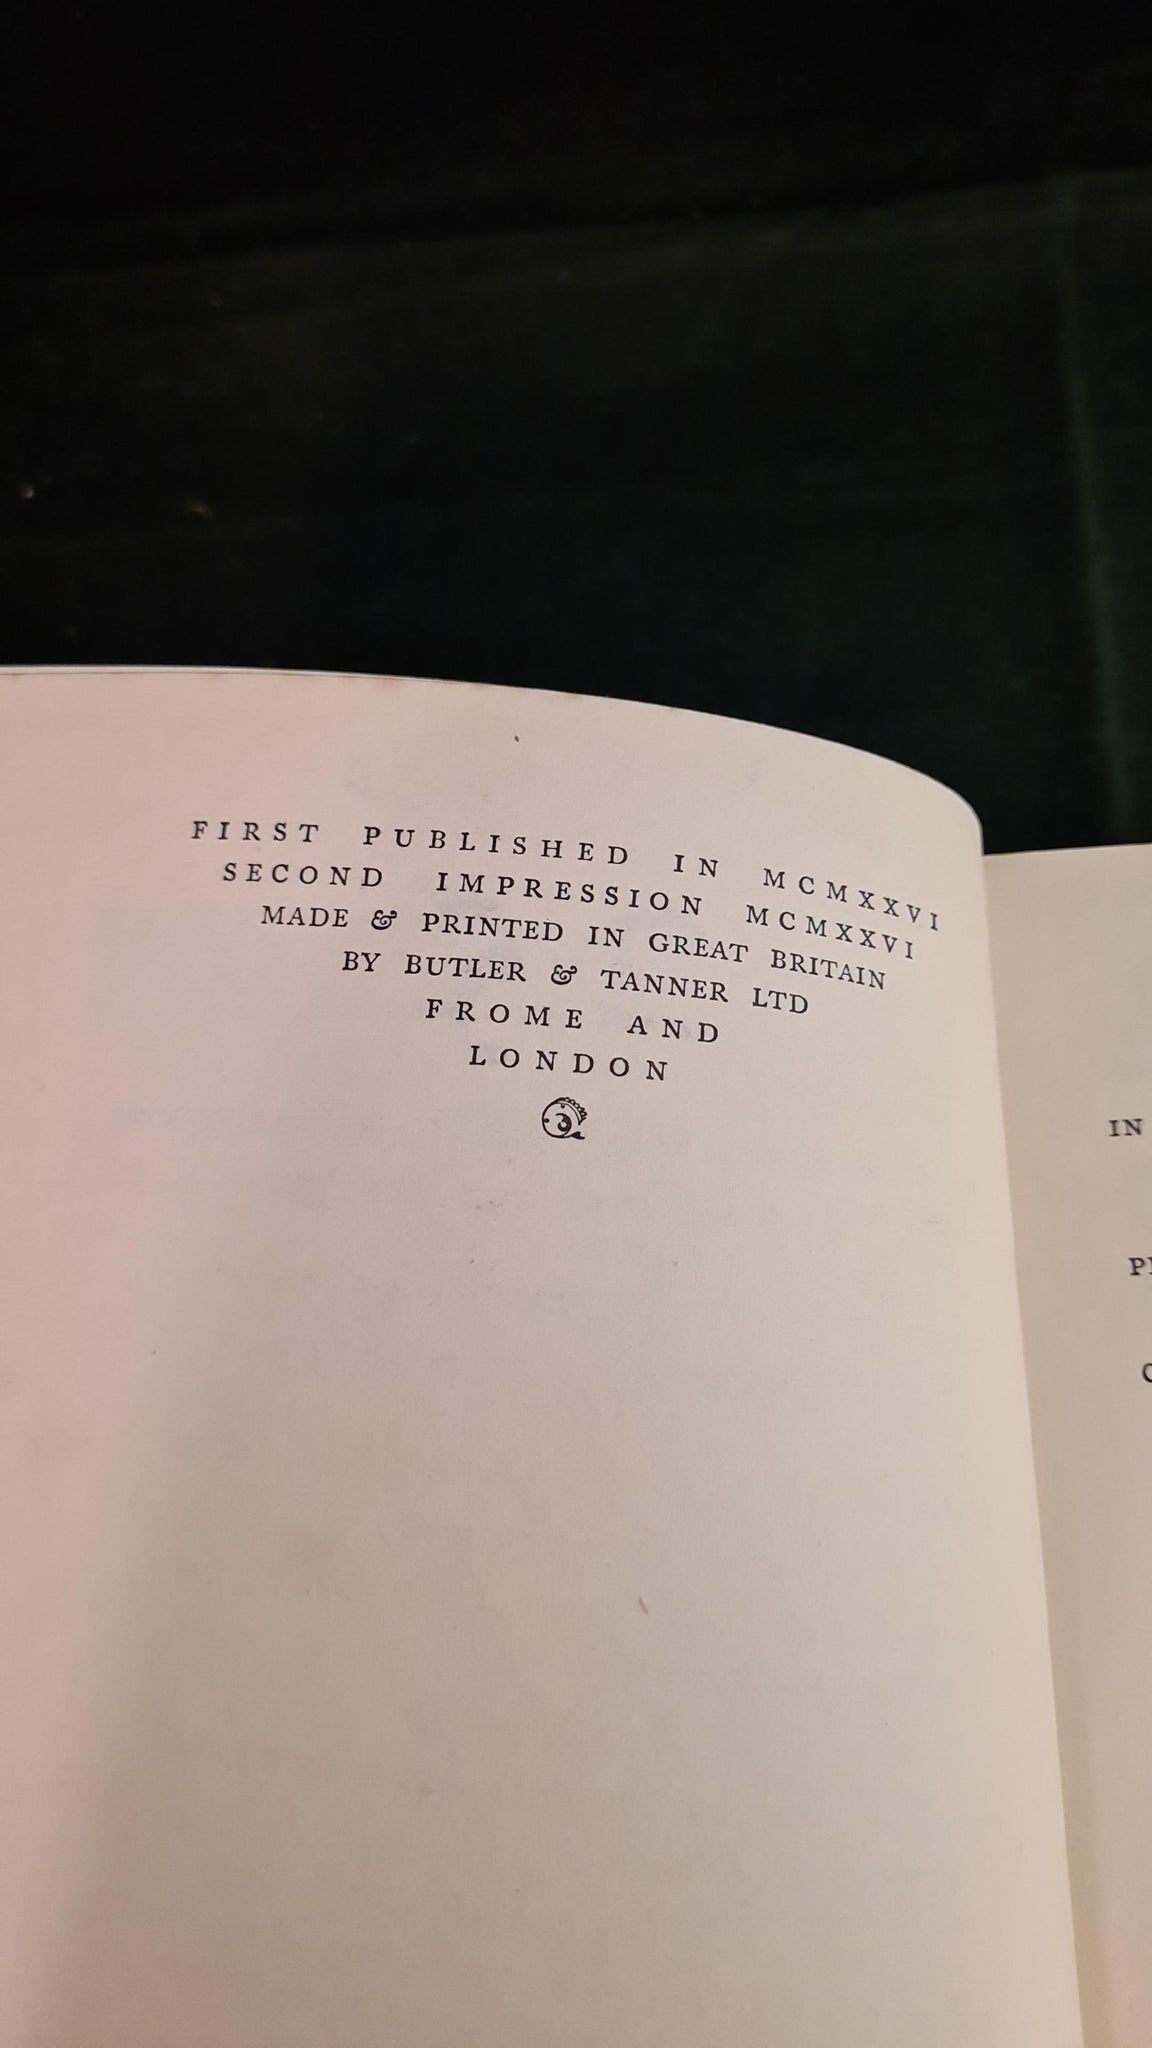 FIRST PUBLISHED IN MCMXXVI
SECOND IMPRESSION MCMXXVI
MADE & PRINTED IN GREAT BRITAIN
BY BUTLER & TANNER LTD
FROME AND
LONDON
IN